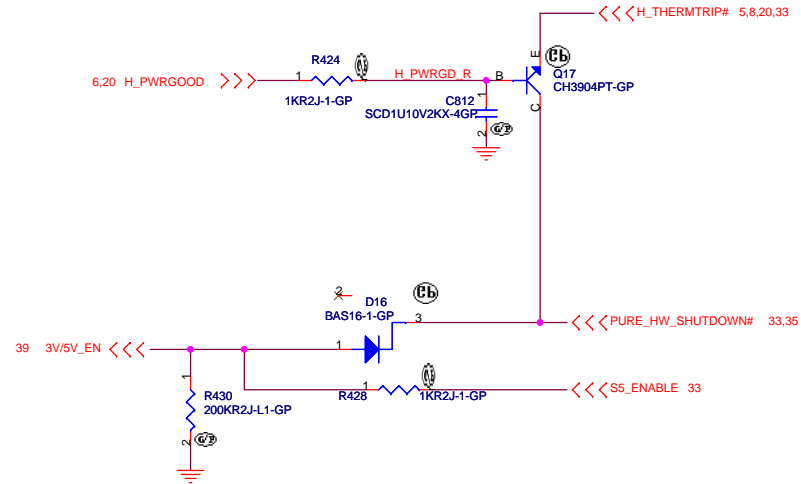 H_THERMTRIP# 5,8,20,33
R424
E
Q17
CH3904PT-GP
6,20 H_PWRGOOD
1
H_PWRGD_R
B
1KR2J-1-GP
C812
1
SCD1U10V2KX-4GP
2
C
2
D16
BAS16-1-GP
3
PURE_HW_SHUTDOWN# 33,35
39 3V/5V_EN
1
1
R430
200KR2J-L1-GP
2
R428
1
1KR2J-1-GP
S5_ENABLE 33